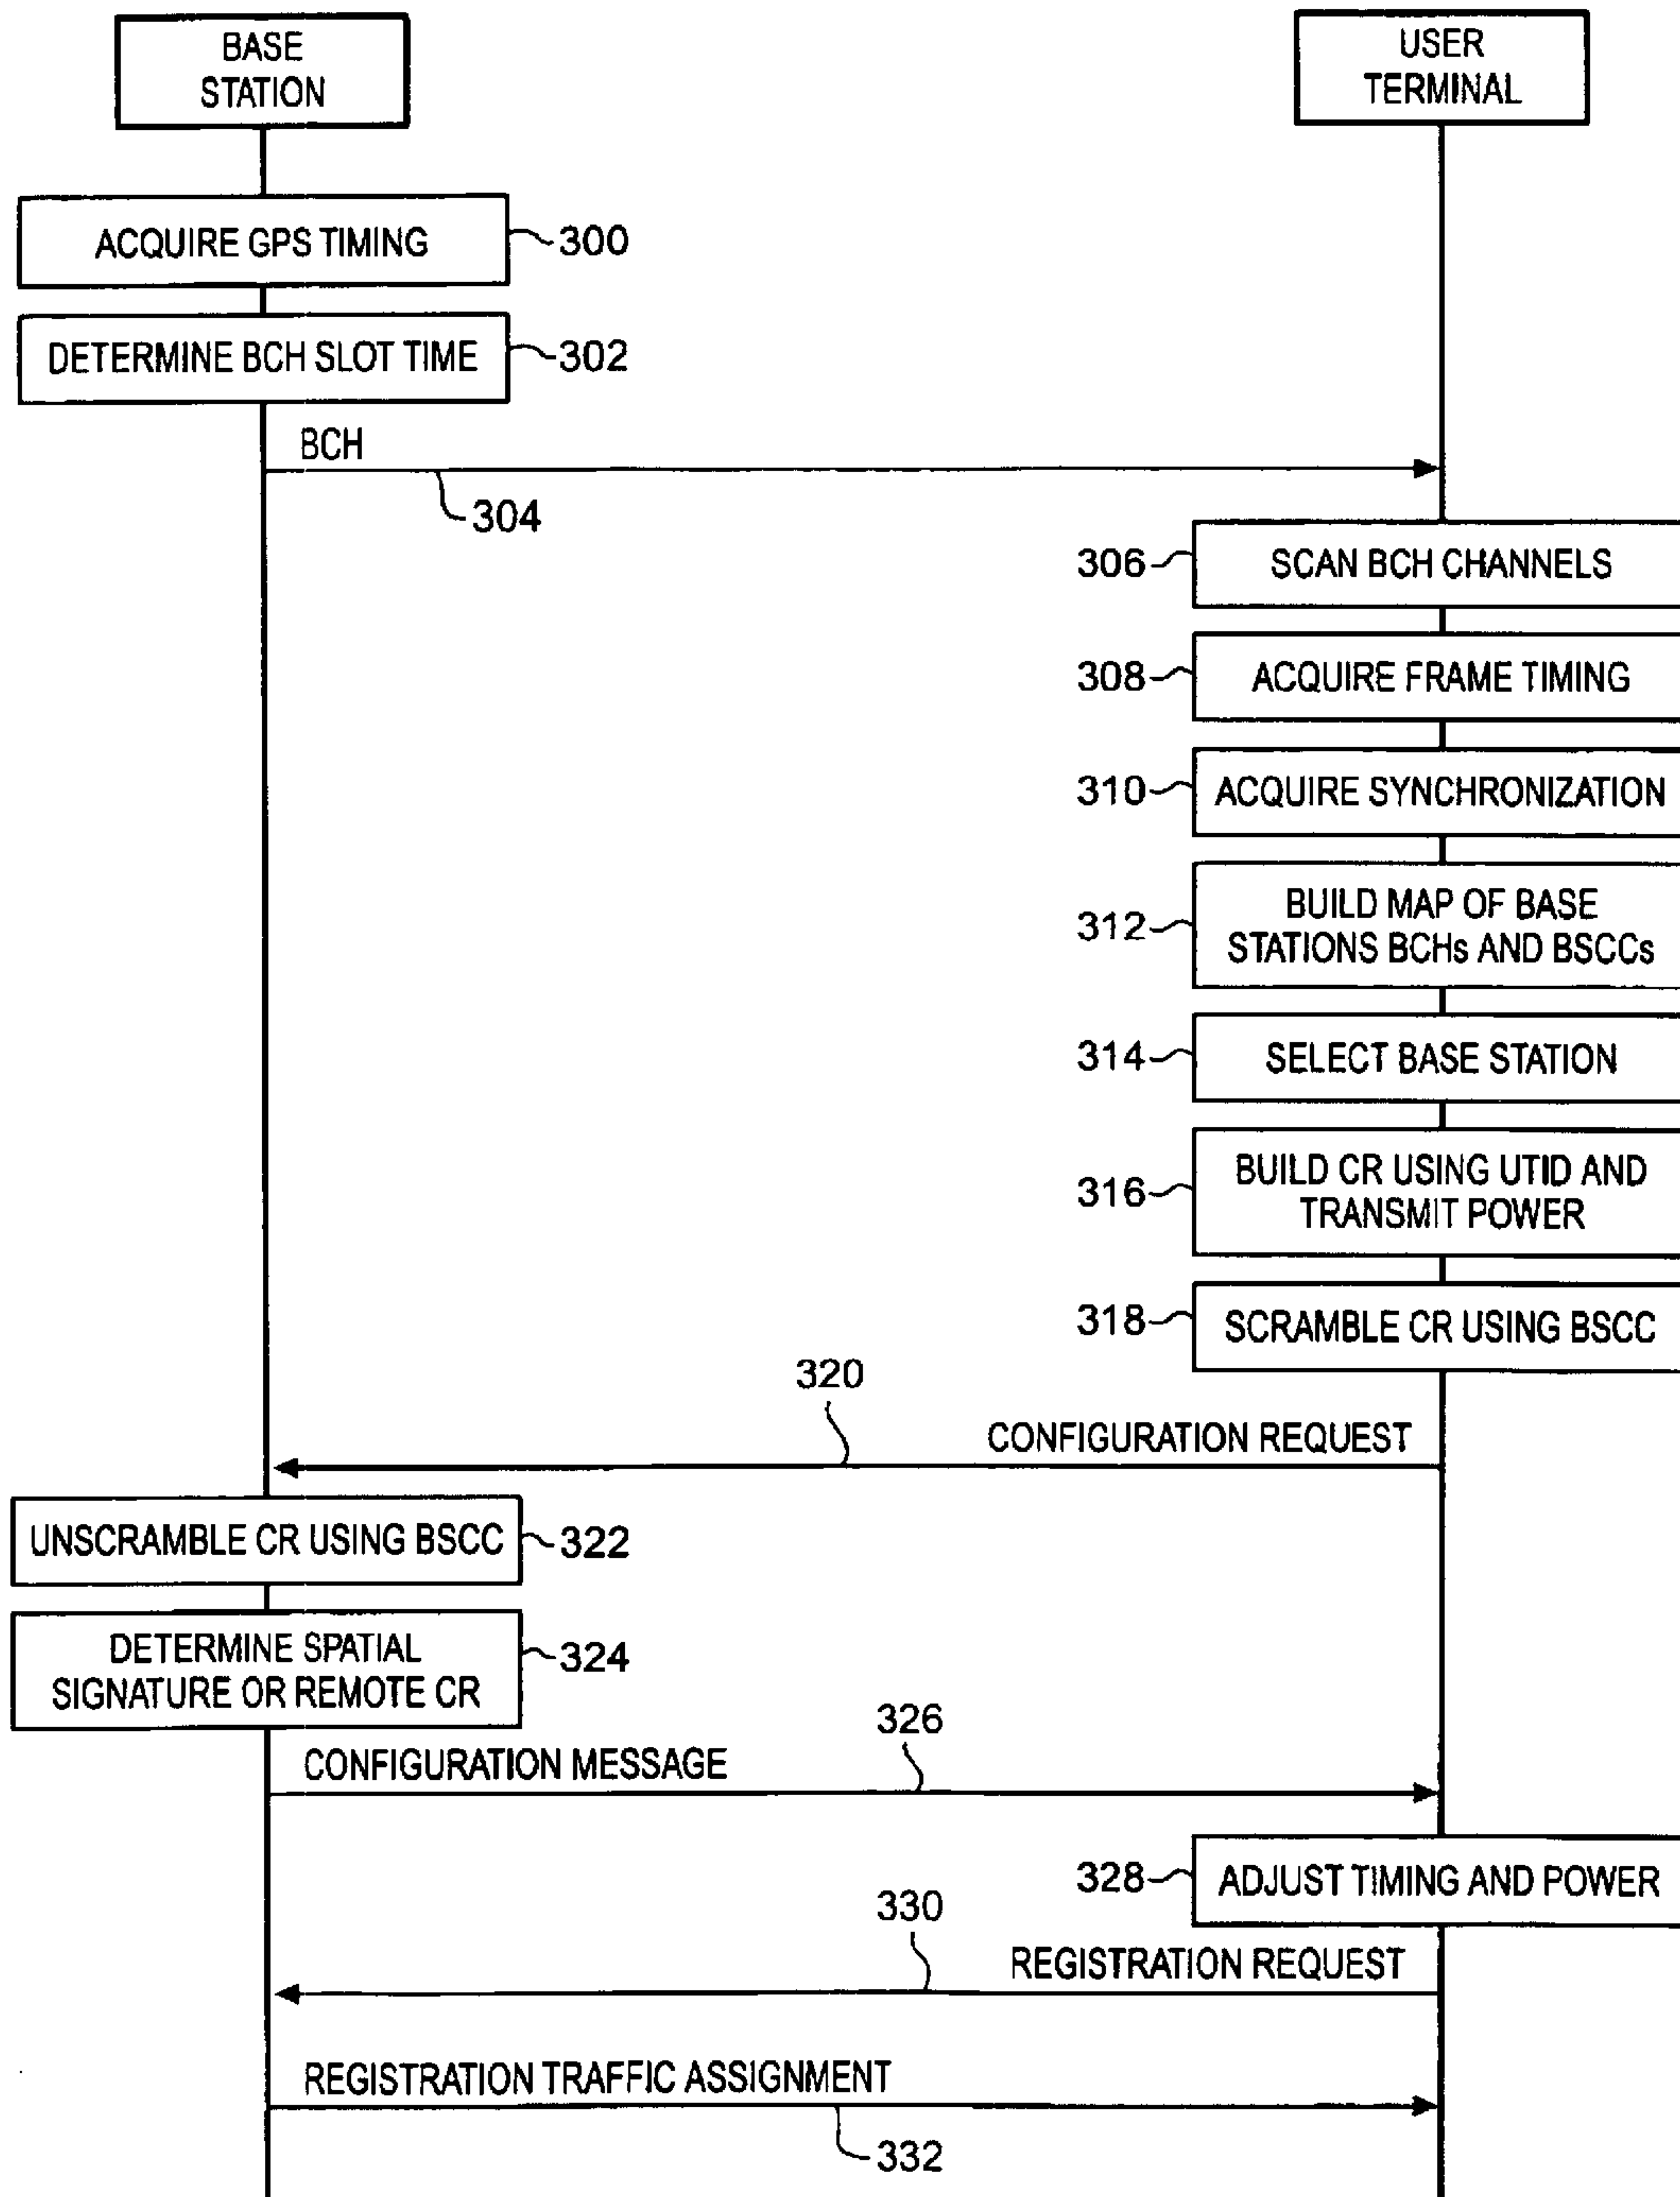 BASE
STATION
USER
TERMINAL
ACQUIRE GPS TIMING
300
DETERMINE BCH SLOT TIME
302
BCH
304
306
SCAN BCH CHANNELS
308
ACQUIRE FRAME TIMING
310
ACQUIRE SYNCHRONIZATION
312
BUILD MAP OF BASE
STATIONS BCHs AND BSCCs
314
SELECT BASE STATION
316
BUILD CR USING UTID AND
TRANSMIT POWER
318
SCRAMBLE CR USING BSCC
320
CONFIGURATION REQUEST
UNSCRAMBLE CR USING BSCC
322
DETERMINE SPATIAL
SIGNATURE OR REMOTE CR
324
326
CONFIGURATION MESSAGE
328
ADJUST TIMING AND POWER
330
REGISTRATION REQUEST
REGISTRATION TRAFFIC ASSIGNMENT
332